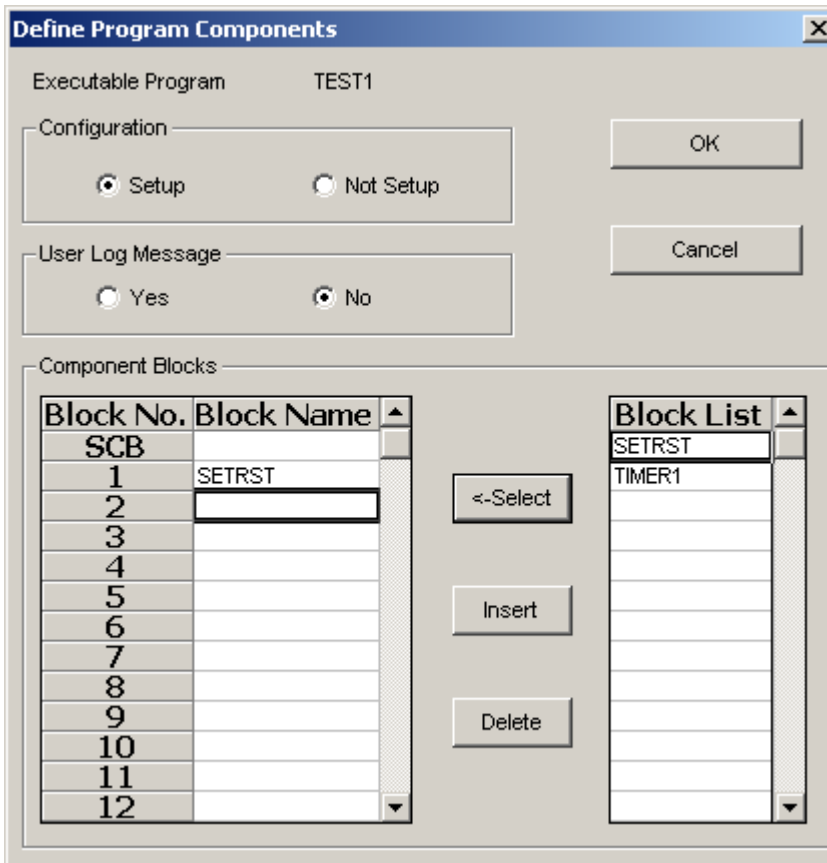 Define Program Components
Executable Program TEST1
Configuration
Setup Not Setup
OK
User Log Message
Yes No
Cancel
Component Blocks
Block No. Block Name
SCB
1 SETRST
2
3
4
5
6
7
8
9
10
11
12
<-Select
Insert
Delete
Block List
SETRST
TIMER1